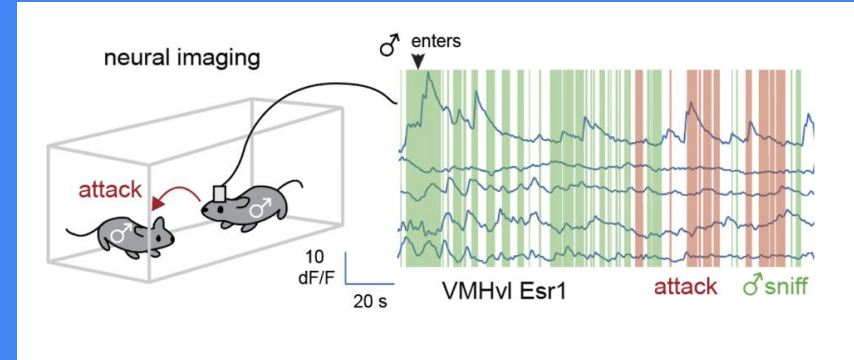 neural imaging
♂ enters
attack
♂
♂
10
dF/F
20 s
VMHvl Esr1
attack
♂sniff